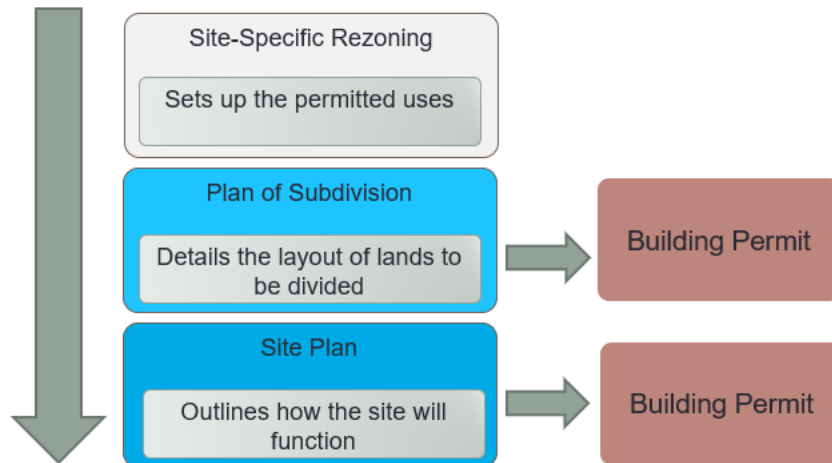 Site-Specific Rezoning
Sets up the permitted uses
Plan of Subdivision
Details the layout of lands to
be divided
Building Permit
Site Plan
Outlines how the site will
function
Building Permit